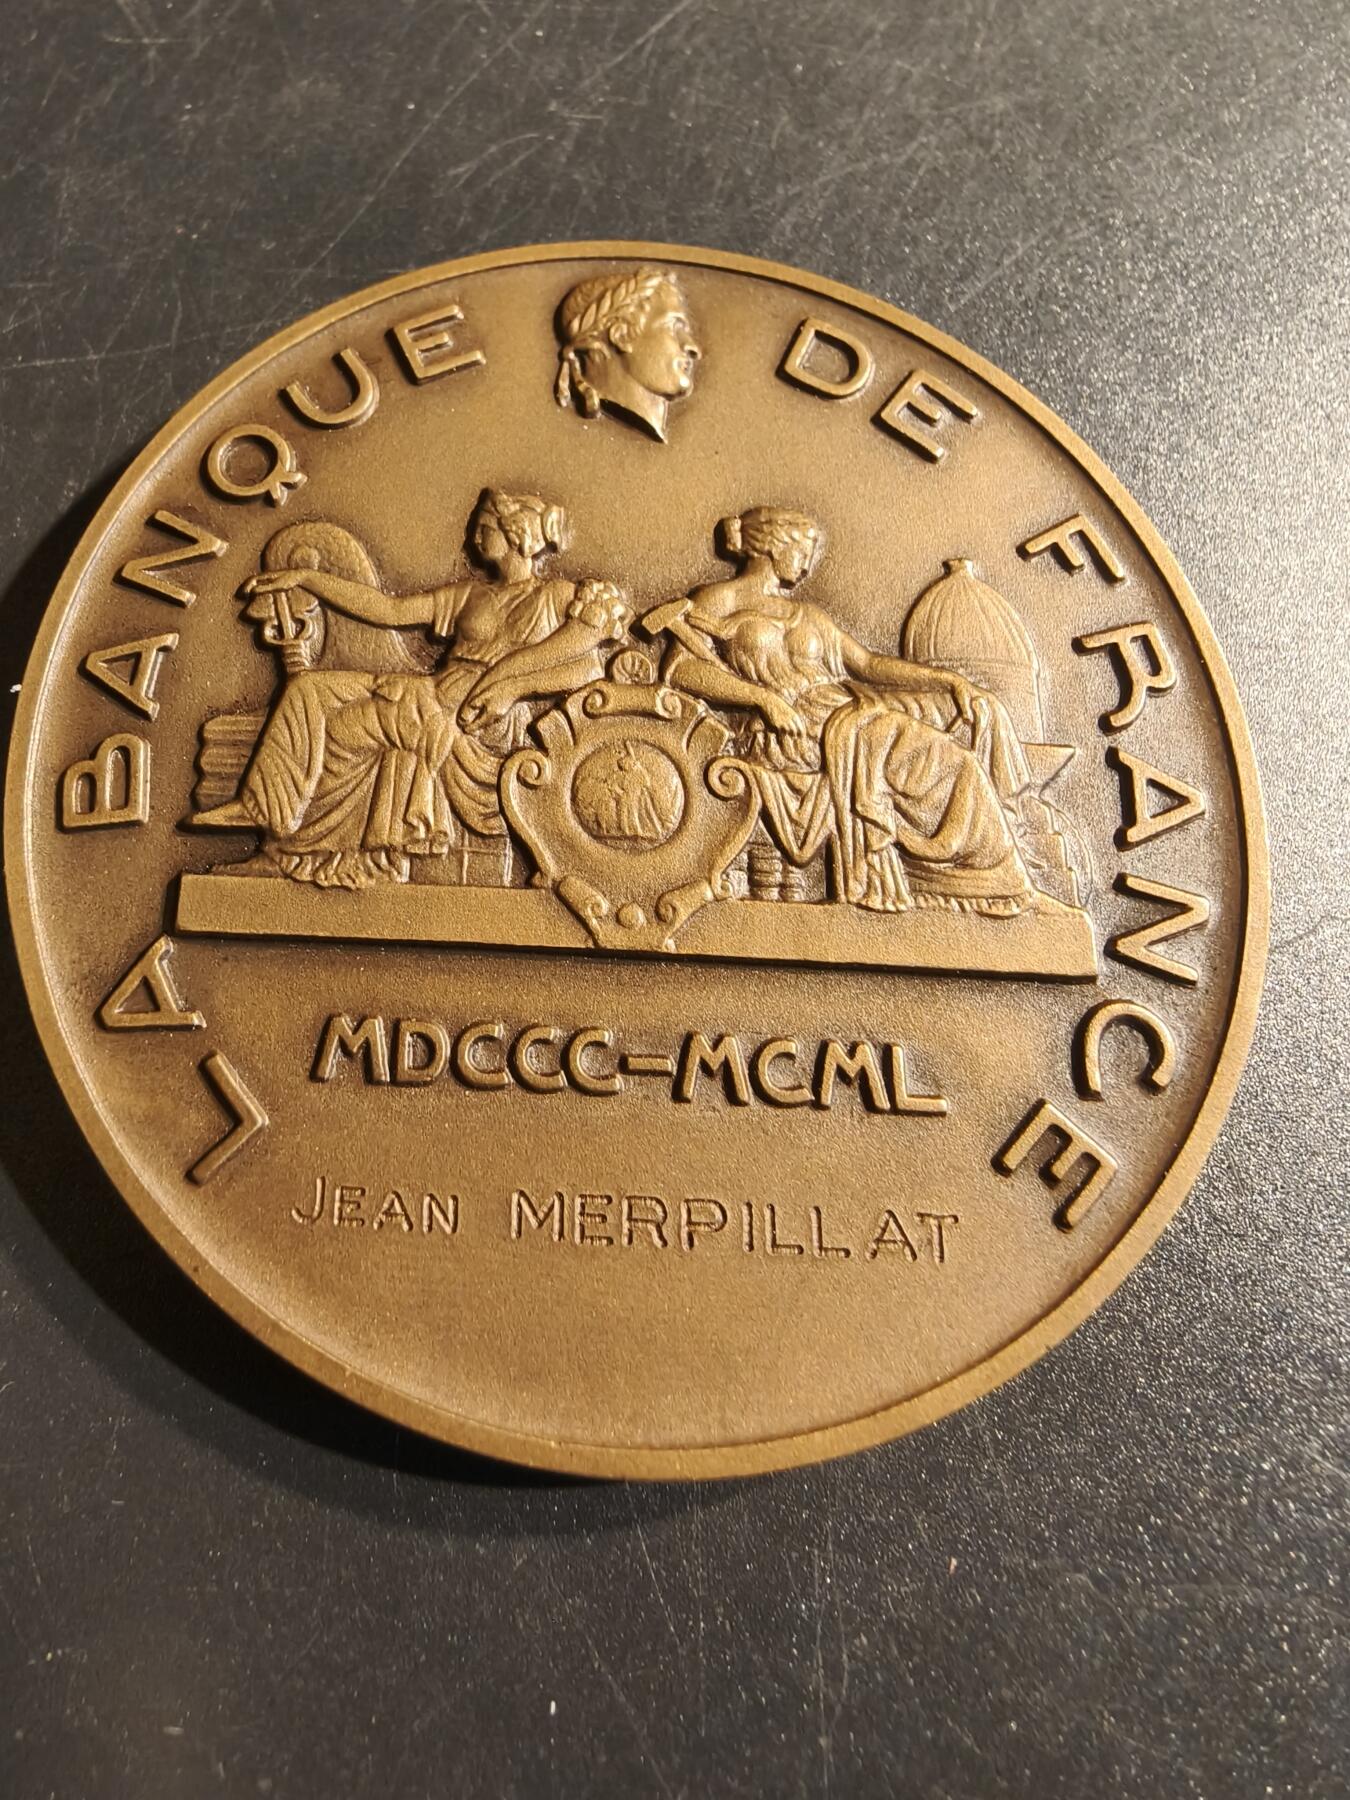 LA BANQUE DE FRANCE
MDCCC-MCML
JEAN MERPILLAT